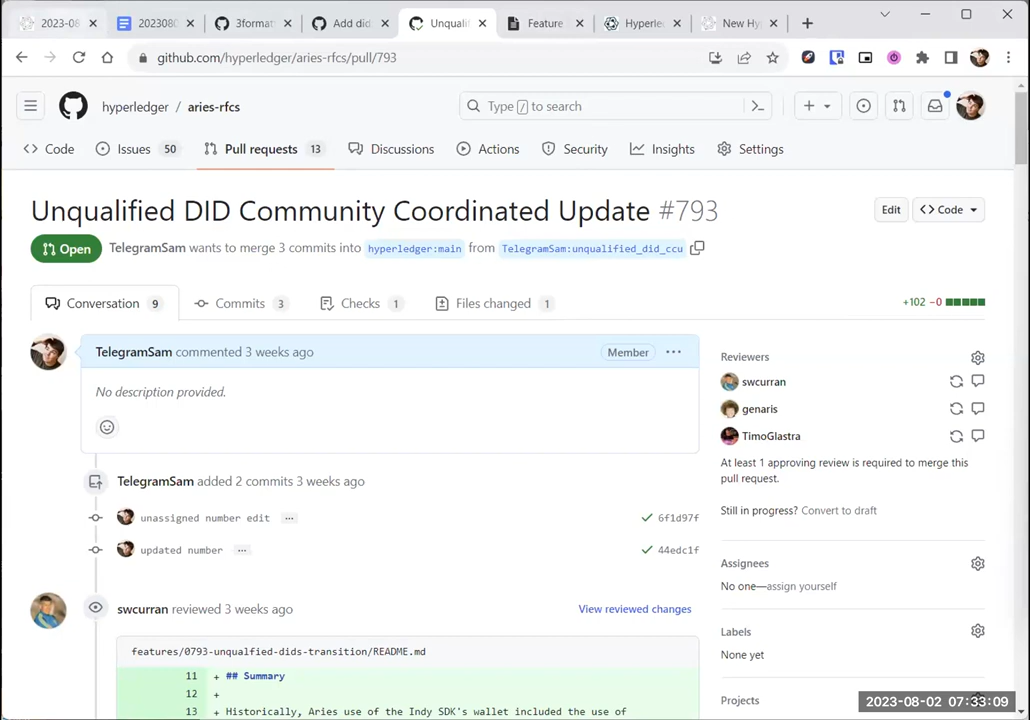 2023-08
2023080
3format
Add did
Unquali
Feature
Hyperle
New Hy
github.com/hyperledger/aries-rfcs/pull/793
hyperledger / aries-rfcs
Type / to search
Code
Issues 50
Pull requests 13
Discussions
Actions
Security
Insights
Settings
Unqualified DID Community Coordinated Update #793
Edit
Code
Open
TelegramSam wants to merge 3 commits into hyperledger:main from TelegramSam:unqualified_did_ccu
Conversation 9
Commits 3
Checks 1
Files changed 1
+102 −0
TelegramSam commented 3 weeks ago
Member
No description provided.
TelegramSam added 2 commits 3 weeks ago
unassigned number edit
6f1d97f
updated number
44edc1f
swcurran reviewed 3 weeks ago
View reviewed changes
features/0793-unqualfied-dids-transition/README.md
11 + ## Summary
12 +
13 + Historically, Aries use of the Indy SDK's wallet included the use of
Reviewers
swcurran
genaris
TimoGlastra
At least 1 approving review is required to merge this
pull request.
Still in progress? Convert to draft
Assignees
No one—assign yourself
Labels
None yet
Projects
2023-08-02 07:33:09